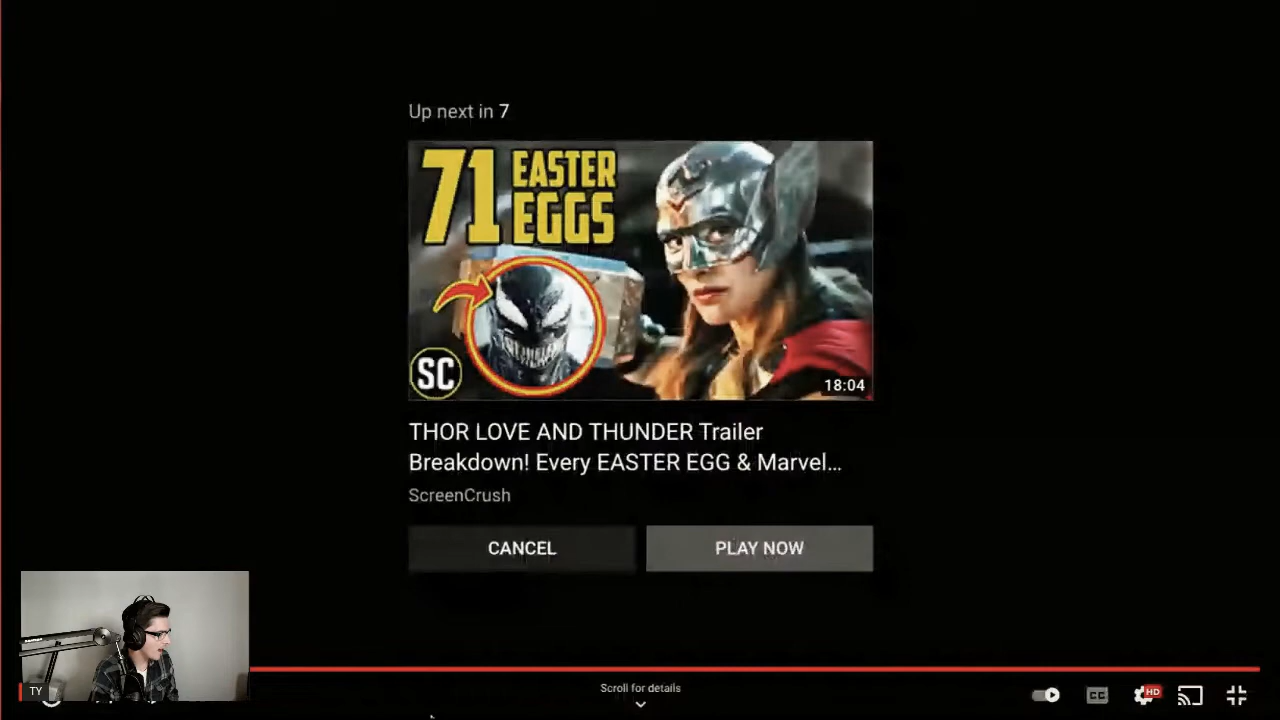 Up next in 7
71 EASTER
EGGS
SC
18:04
THOR LOVE AND THUNDER Trailer
Breakdown! Every EASTER EGG & Marvel...
ScreenCrush
CANCEL PLAY NOW
TY
Scroll for details
CC
HD